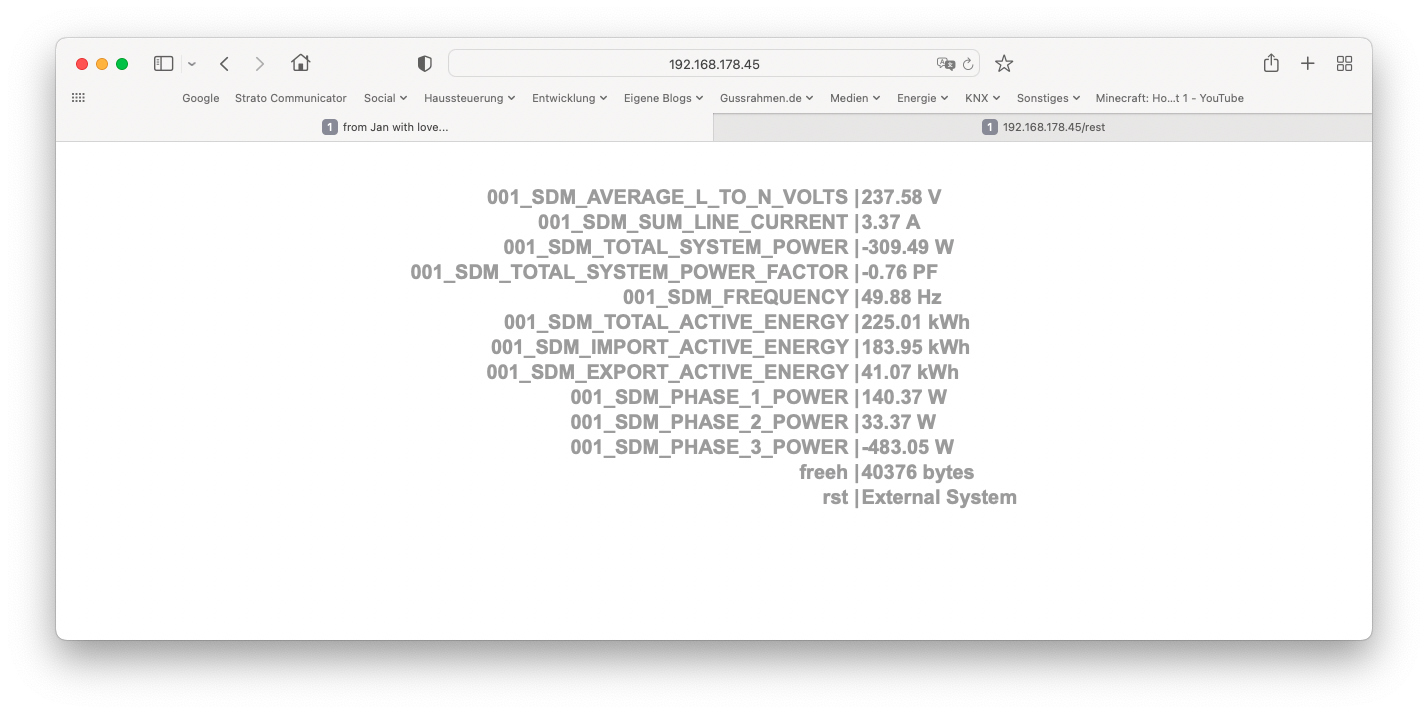 192.168.178.45
Google Strato Communicator Social Haussteuerung Entwicklung Eigene Blogs Gussrahmen.de Medien Energie KNX Sonstiges Minecraft: Ho...t 1 - YouTube
1 from Jan with love... 1 192.168.178.45/rest
001_SDM_AVERAGE_L_TO_N_VOLTS |237.58 V
001_SDM_SUM_LINE_CURRENT |3.37 A
001_SDM_TOTAL_SYSTEM_POWER |-309.49 W
001_SDM_TOTAL_SYSTEM_POWER_FACTOR |-0.76 PF
001_SDM_FREQUENCY |49.88 Hz
001_SDM_TOTAL_ACTIVE_ENERGY |225.01 kWh
001_SDM_IMPORT_ACTIVE_ENERGY |183.95 kWh
001_SDM_EXPORT_ACTIVE_ENERGY |41.07 kWh
001_SDM_PHASE_1_POWER |140.37 W
001_SDM_PHASE_2_POWER |33.37 W
001_SDM_PHASE_3_POWER |-483.05 W
freeh |40376 bytes
rst |External System